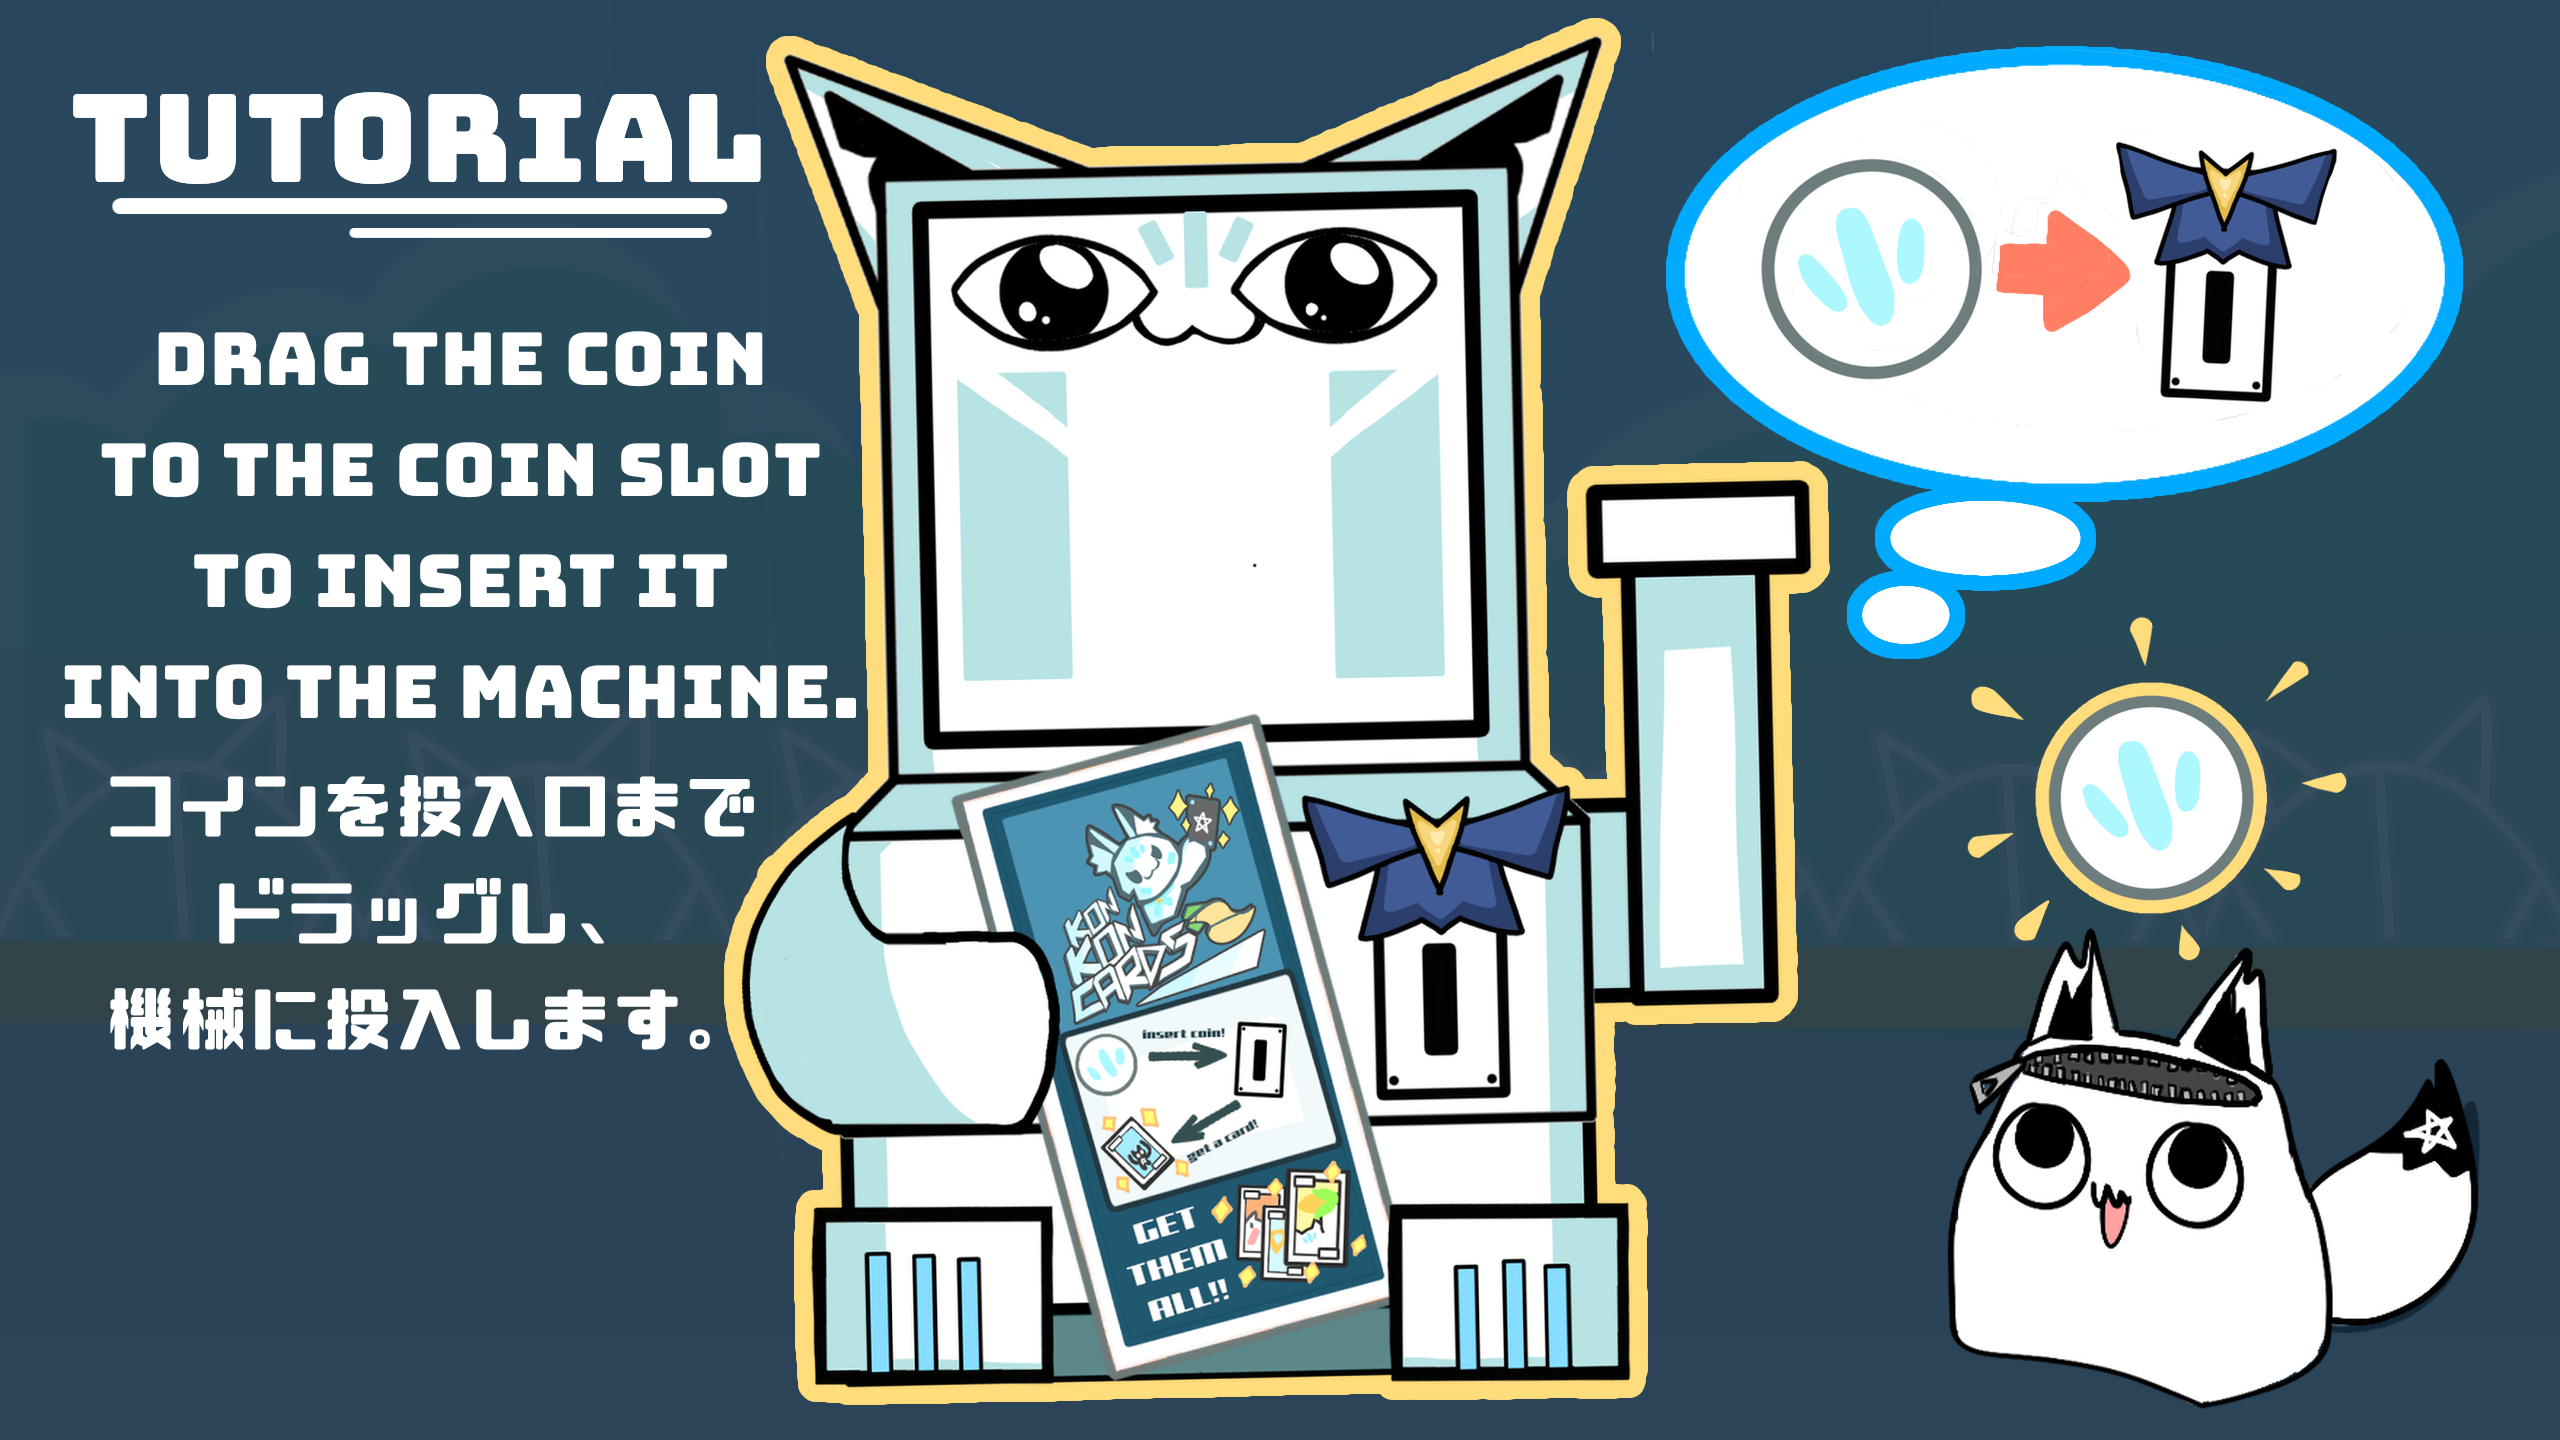 TUTORIAL
DRAG THE COIN
TO THE COIN SLOT
TO INSERT IT
INTO THE MACHINE.
コインを投入口まで
ドラッグし、
機械に投入します。
KON
KON
CARDS
insert coin!
get a card!
GET
THEM
ALL!!